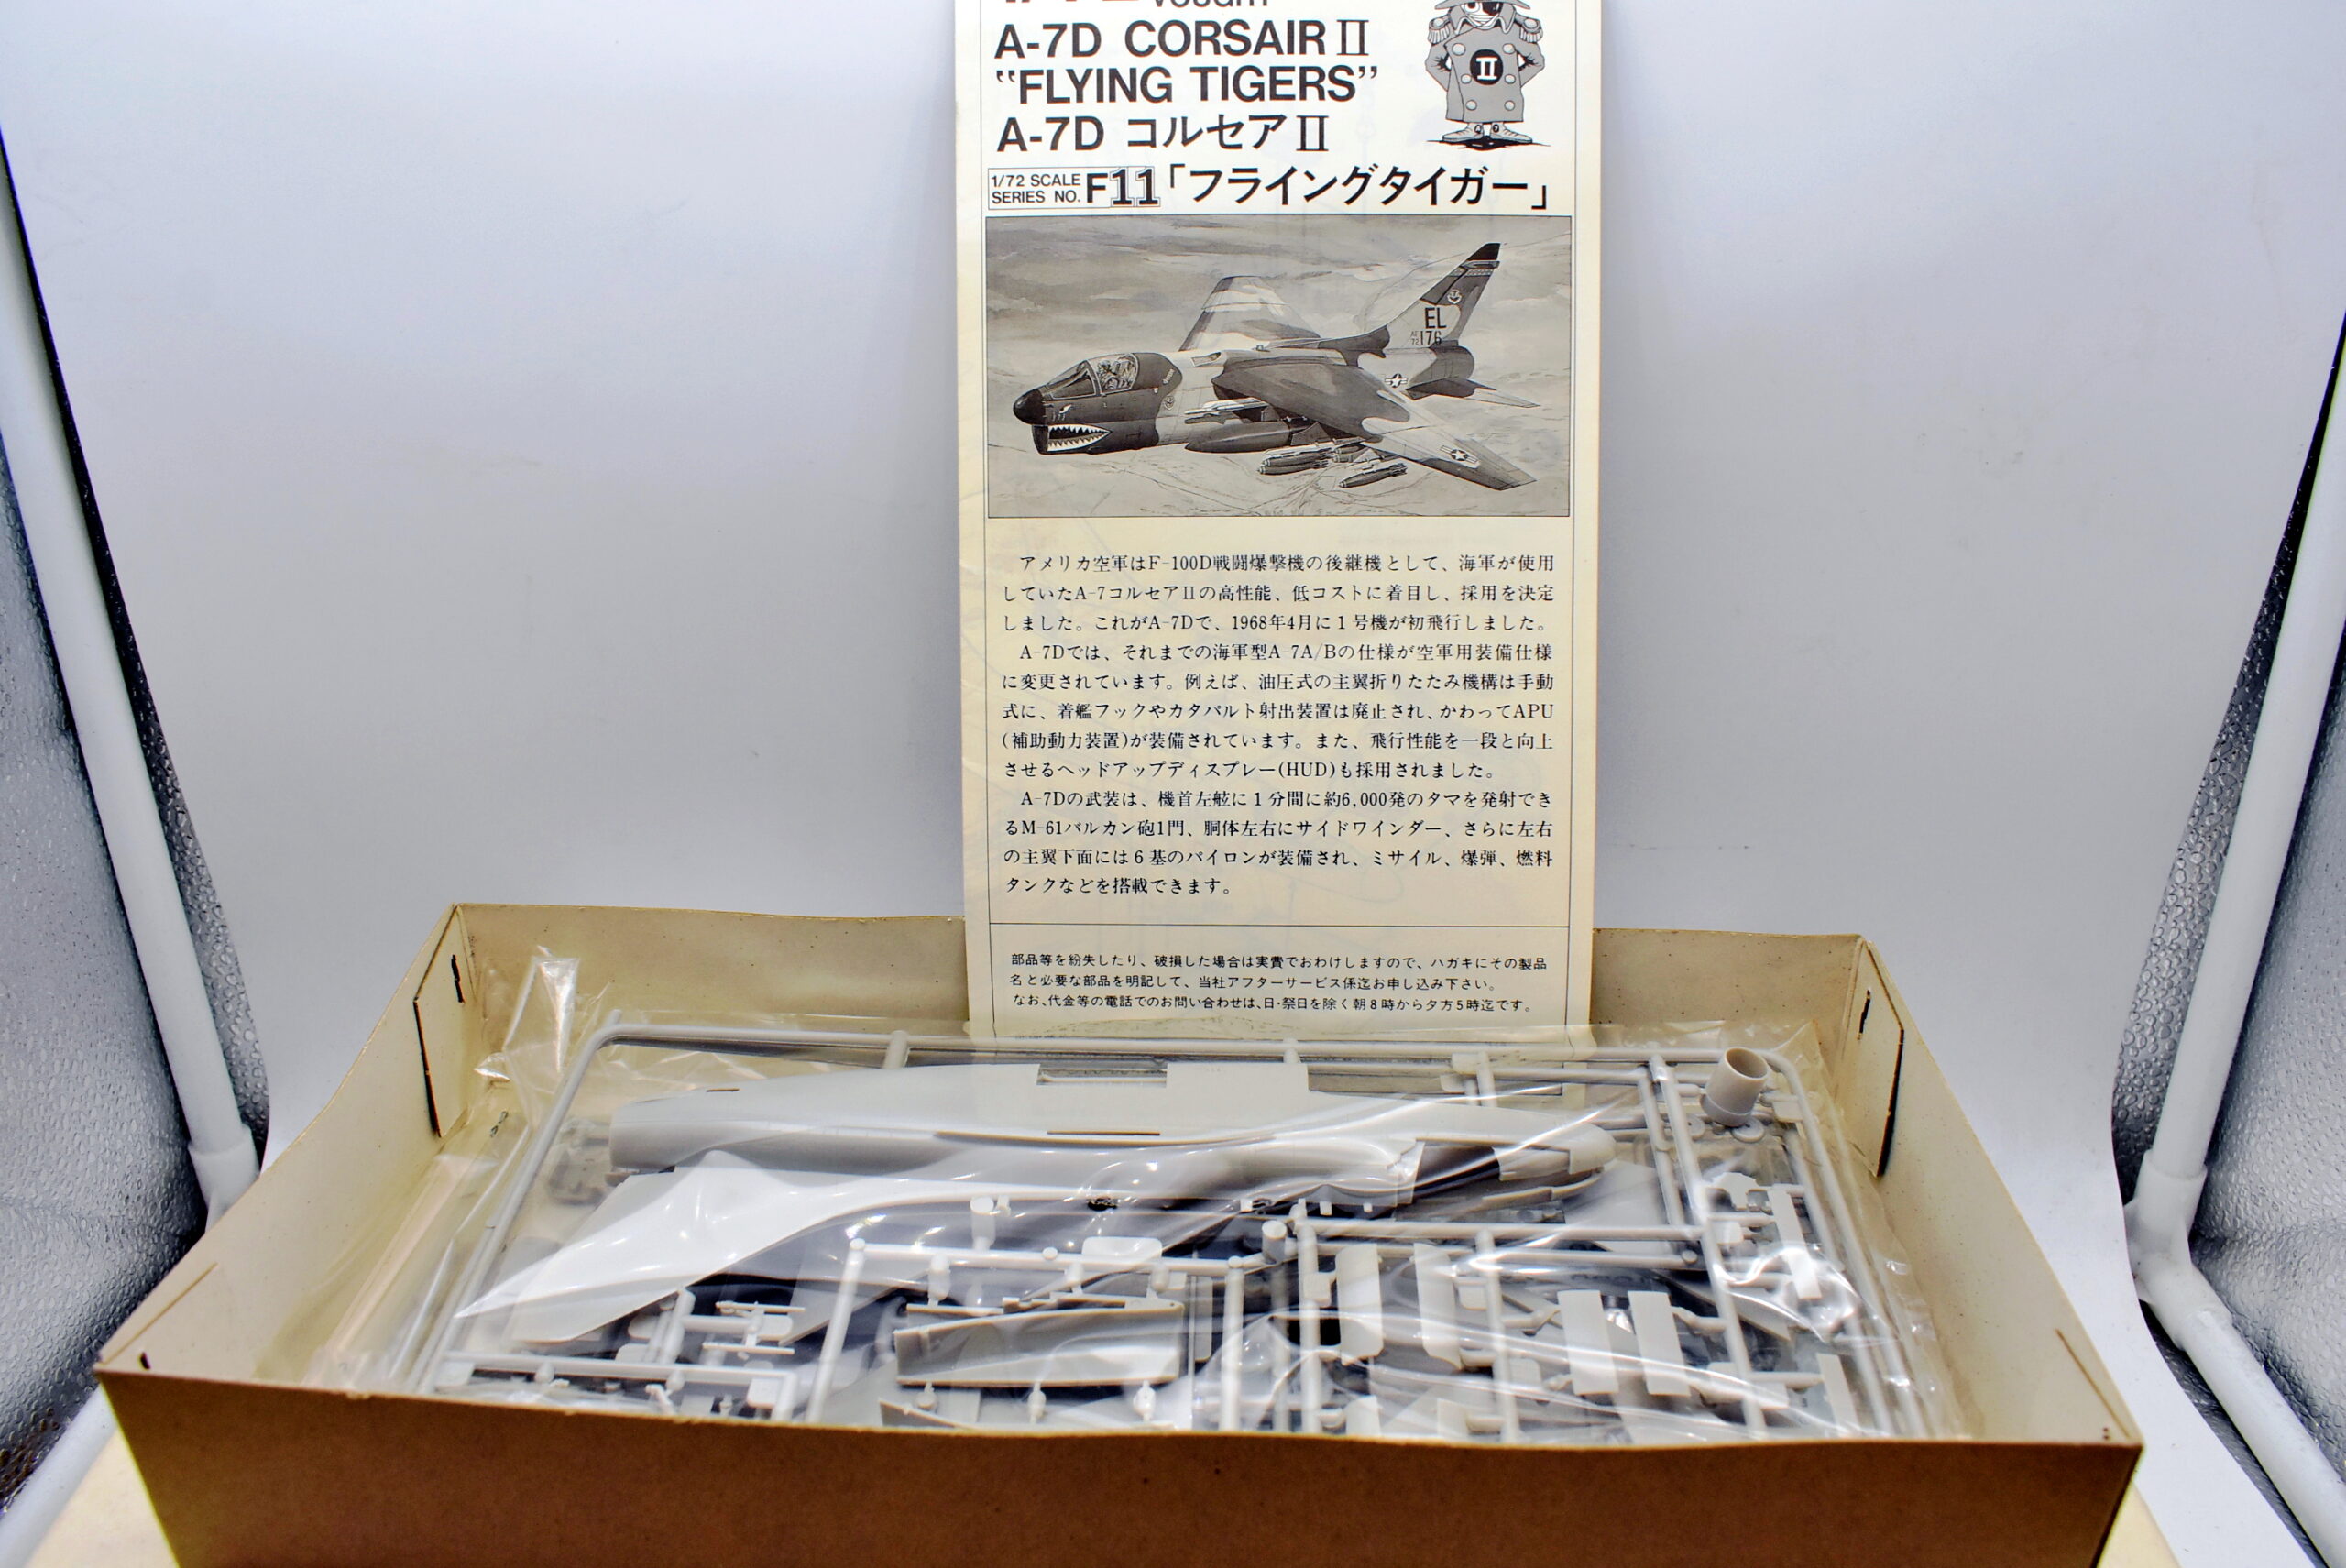 A-7D CORSAIR II
“FLYING TIGERS”
A-7D コルセア II
II
1/72 SCALE
SERIES NO. F11「フライングタイガー」
EL
AF
72 176
アメリカ空軍はF-100D戦闘爆撃機の後継機として、海軍が使用
していたA-7コルセアIIの高性能、低コストに着目し、採用を決定
しました。これがA-7Dで、1968年4月に1号機が初飛行しました。
A-7Dでは、それまでの海軍型A-7A/Bの仕様が空軍用装備仕様
に変更されています。例えば、油圧式の主翼折りたたみ機構は手動
式に、着艦フックやカタパルト射出装置は廃止され、かわってAPU
(補助動力装置)が装備されています。また、飛行性能を一段と向上
させるヘッドアップディスプレー(HUD)も採用されました。
A-7Dの武装は、機首左舷に1分間に約6,000発のタマを発射でき
るM-61バルカン砲1門、胴体左右にサイドワインダー、さらに左右
の主翼下面には6基のパイロンが装備され、ミサイル、爆弾、燃料
タンクなどを搭載できます。
部品等を紛失したり、破損した場合は実費でおわけしますので、ハガキにその製品
名と必要な部品を明記して、当社アフターサービス係迄お申し込み下さい。
なお、代金等の電話でのお問い合わせは、日・祭日を除く朝8時から夕方5時迄です。